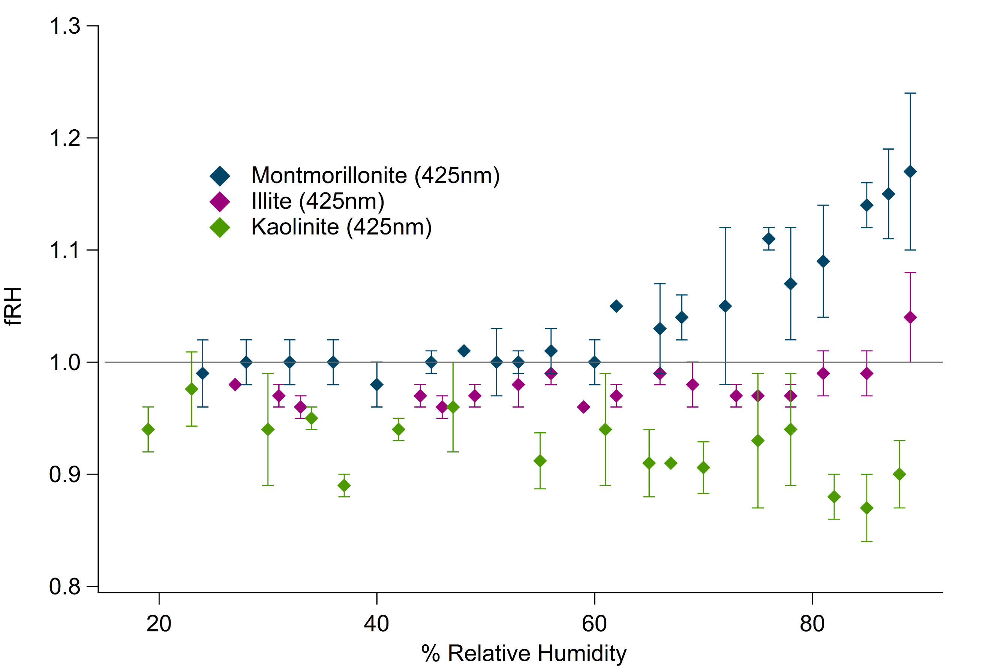 1.3
1.2
1.1
1.0
0.9
0.8
fRH
Montmorillonite (425nm)
Illite (425nm)
Kaolinite (425nm)
20 40 60 80
% Relative Humidity